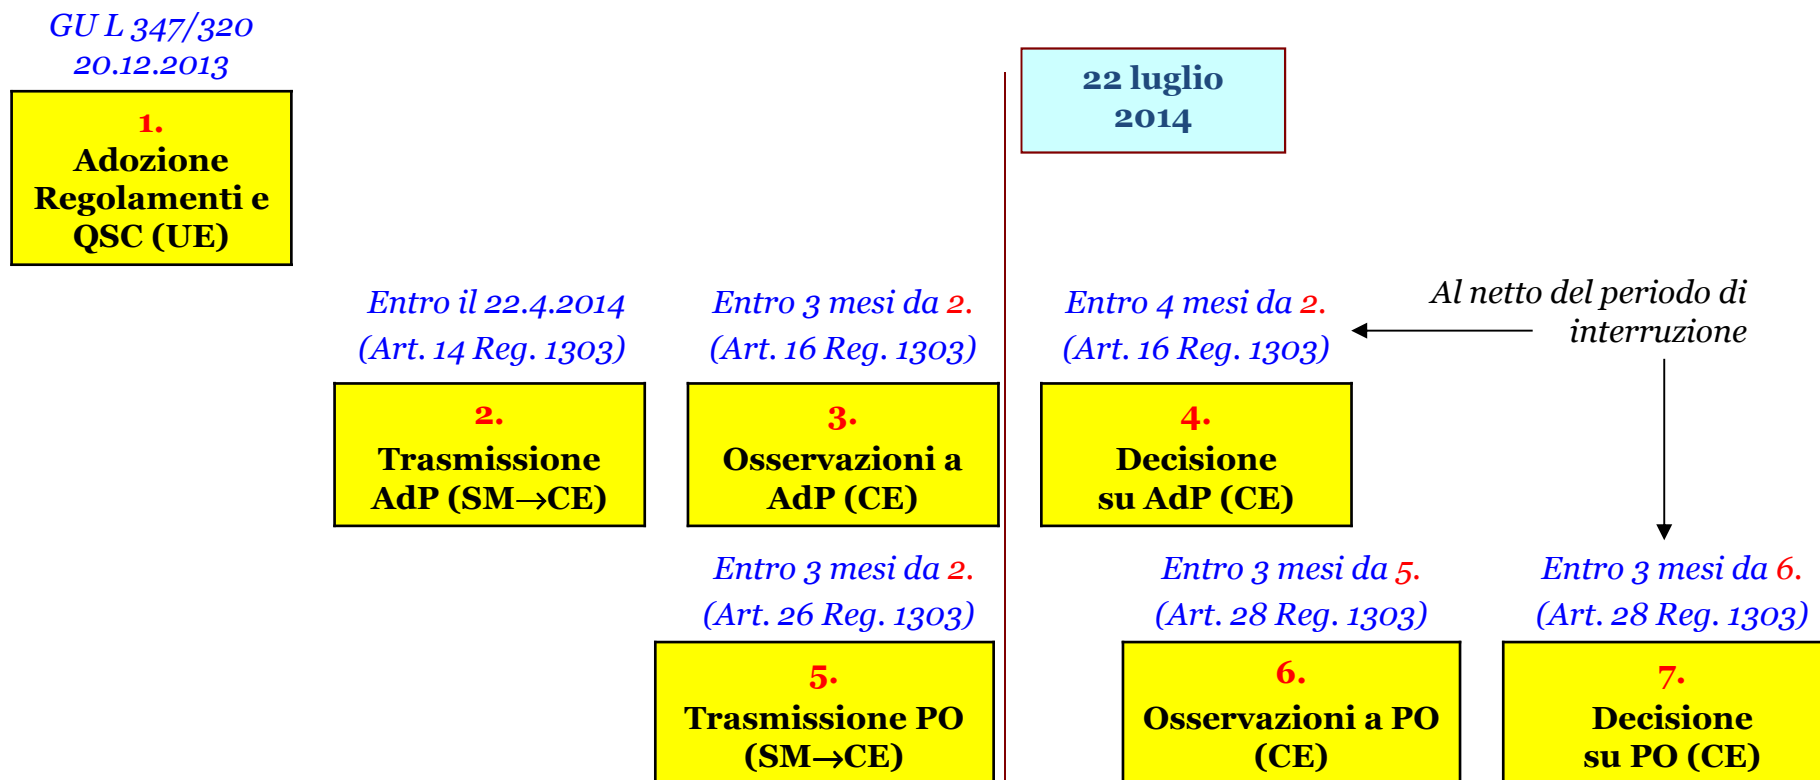 GU L 347/320
20.12.2013
1.
Adozione
Regolamenti e
QSC (UE)
22 luglio
2014
Entro il 22.4.2014
(Art. 14 Reg. 1303)
2.
Trasmissione
AdP (SM→CE)
Entro 3 mesi da 2.
(Art. 16 Reg. 1303)
3.
Osservazioni a
AdP (CE)
Entro 4 mesi da 2.
(Art. 16 Reg. 1303)
4.
Decisione
su AdP (CE)
Al netto del periodo di
interruzione
Entro 3 mesi da 2.
(Art. 26 Reg. 1303)
5.
Trasmissione PO
(SM→CE)
Entro 3 mesi da 5.
(Art. 28 Reg. 1303)
6.
Osservazioni a PO
(CE)
Entro 3 mesi da 6.
(Art. 28 Reg. 1303)
7.
Decisione
su PO (CE)